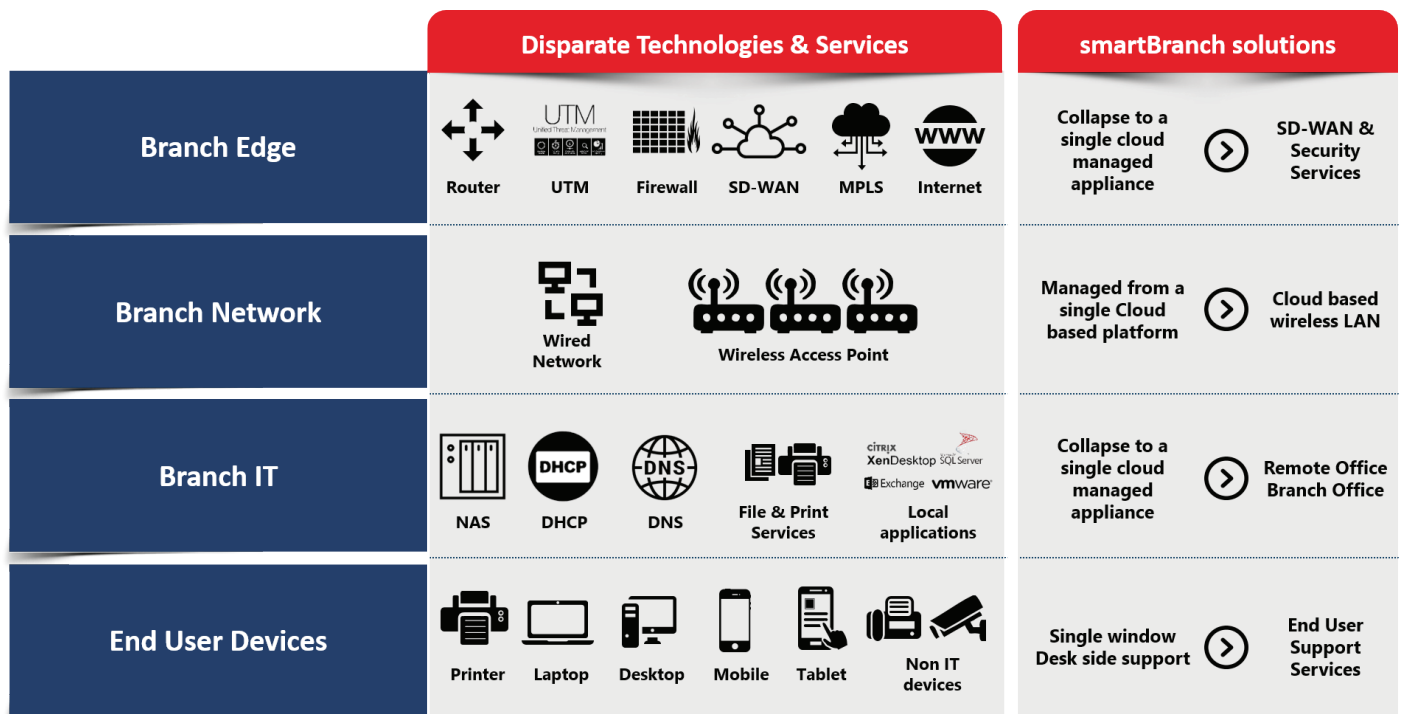 Disparate Technologies & Services
smartBranch solutions
Branch Edge
UTM
Unified Threat Management
WWW
Router
UTM
Firewall
SD-WAN
MPLS
Internet
Collapse to a
single cloud
managed
appliance
SD-WAN &
Security
Services
Branch Network
Wired
Network
Wireless Access Point
Managed from a
single Cloud
based platform
Cloud based
wireless LAN
Branch IT
DHCP
DNS
CITRIX
XenDesktop
SQL Server
Exchange
vmware
NAS
DHCP
DNS
File & Print
Services
Local
applications
Collapse to a
single cloud
managed
appliance
Remote Office
Branch Office
End User Devices
Printer
Laptop
Desktop
Mobile
Tablet
Non IT
devices
Single window
Desk side support
End User
Support
Services